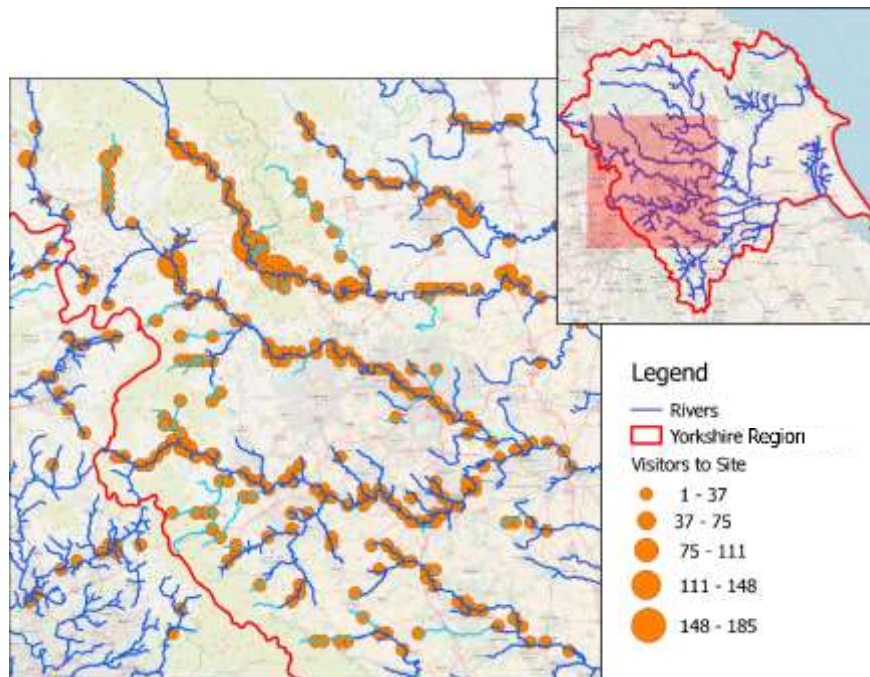 Legend
Rivers
Yorkshire Region
Visitors to Site
1 - 37
37 - 75
75 - 111
111 - 148
148 - 185